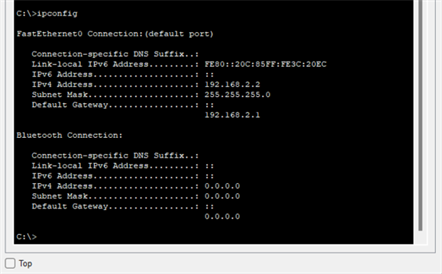 C:\>ipconfig
FastEthernet0 Connection:(default port)
Connection-specific DNS Suffix..:
Link-local IPv6 Address.........: FE80::20C:85FF:FE3C:20EC
IPv6 Address....................: ::
IPv4 Address....................: 192.168.2.2
Subnet Mask.....................: 255.255.255.0
Default Gateway.................: ::
192.168.2.1
Bluetooth Connection:
Connection-specific DNS Suffix..:
Link-local IPv6 Address.........: ::
IPv6 Address....................: ::
IPv4 Address....................: 0.0.0.0
Subnet Mask.....................: 0.0.0.0
Default Gateway.................: ::
0.0.0.0
C:\>
Top